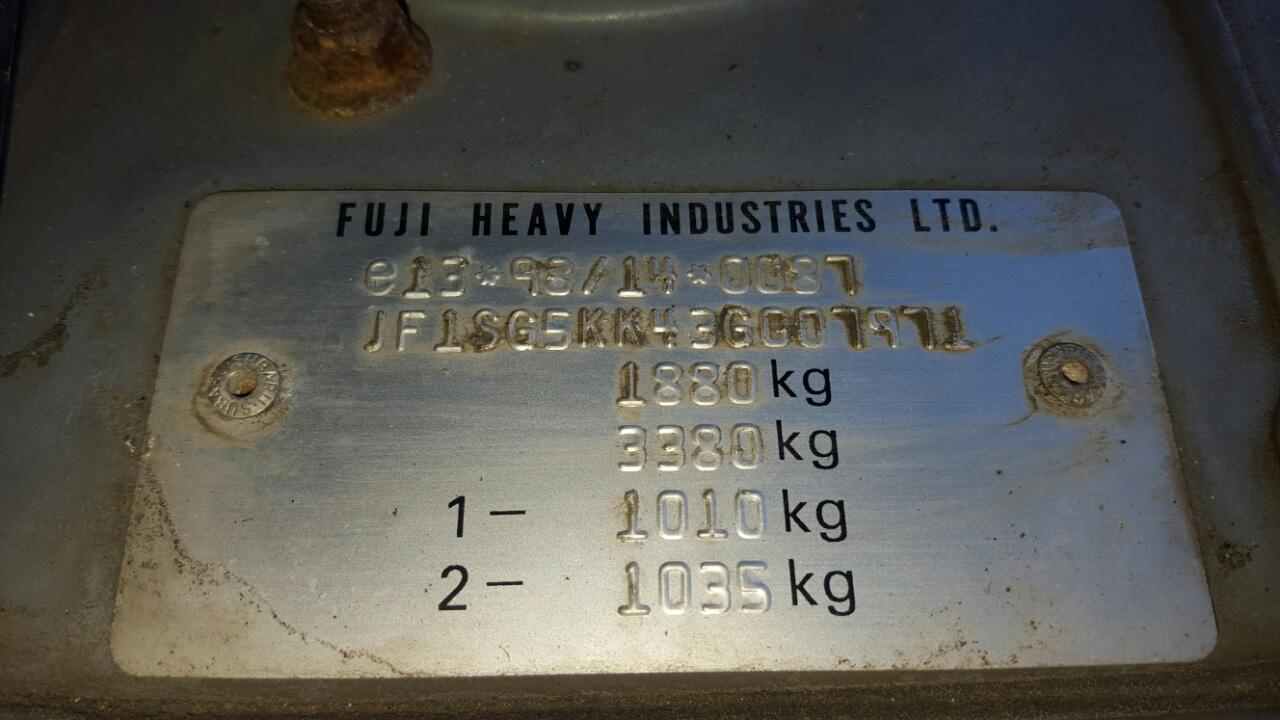 FUJI HEAVY INDUSTRIES LTD.
e13*98/14*0087
JF1SG5KK43G007971
1880 kg
3380 kg
1 - 1010 kg
2 - 1035 kg